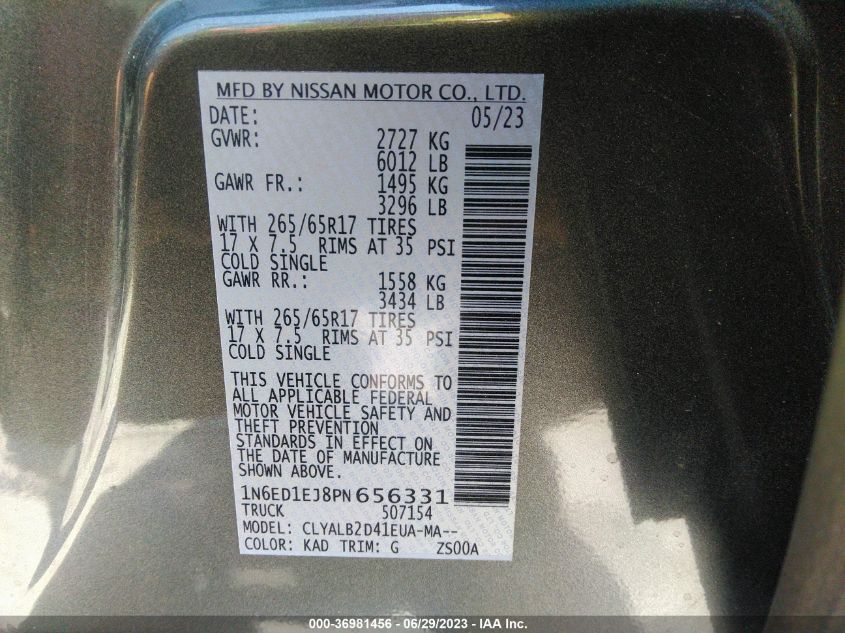 MFD BY NISSAN MOTOR CO., LTD.
DATE: 05/23
GVWR: 2727 KG
6012 LB
GAWR FR.: 1495 KG
3296 LB
WITH 265/65R17 TIRES
17 X 7.5 RIMS AT 35 PSI
COLD SINGLE
GAWR RR.: 1558 KG
3434 LB
WITH 265/65R17 TIRES
17 X 7.5 RIMS AT 35 PSI
COLD SINGLE
THIS VEHICLE CONFORMS TO
ALL APPLICABLE FEDERAL
MOTOR VEHICLE SAFETY AND
THEFT PREVENTION
STANDARDS IN EFFECT ON
THE DATE OF MANUFACTURE
SHOWN ABOVE.
1N6ED1EJ8PN656331
TRUCK 507154
MODEL: CLYALB2D41EUA-MA--
COLOR: KAD TRIM: G ZS00A
000-36981456 - 06/29/2023 - IAA Inc.